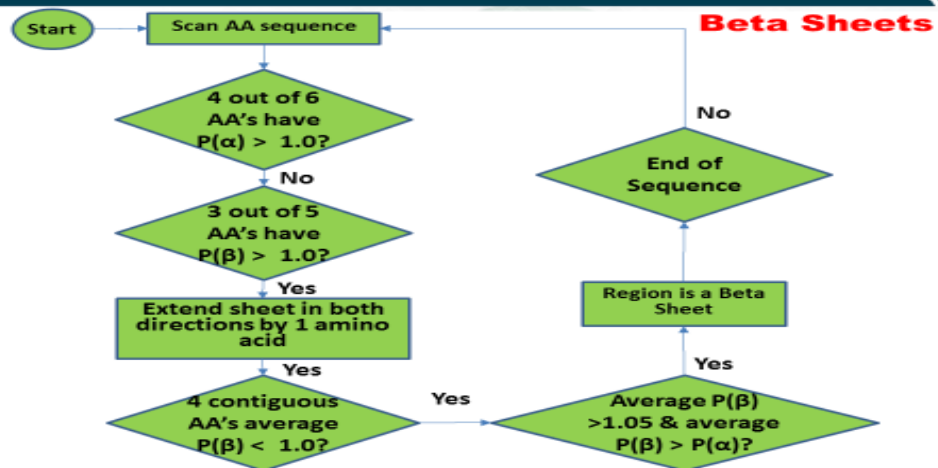 Beta Sheets
Start
Scan AA sequence
4 out of 6
AA's have
P(α) > 1.0?
No
3 out of 5
AA's have
P(β) > 1.0?
Yes
Extend sheet in both
directions by 1 amino
acid
Yes
4 contiguous
AA's average
P(β) < 1.0?
Yes
Average P(β)
>1.05 & average
P(β) > P(α)?
Yes
Region is a Beta
Sheet
End of
Sequence
No